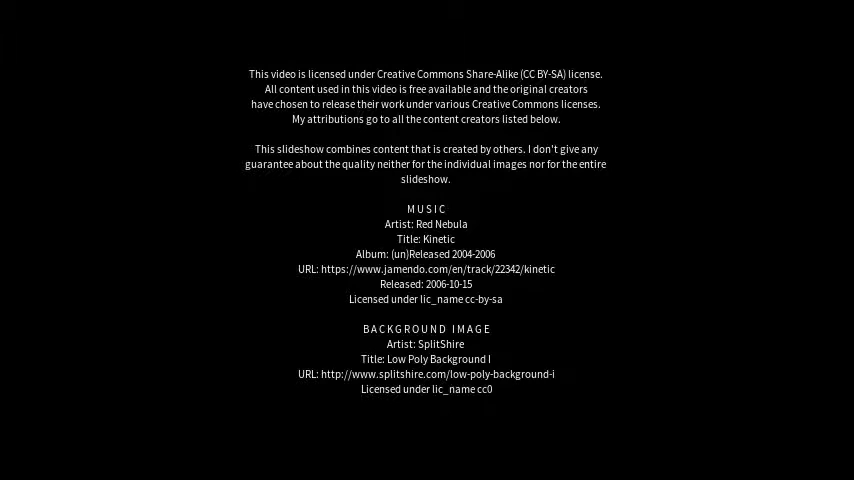 This video is licensed under Creative Commons Share-Alike (CC BY-SA) license.
All content used in this video is free available and the original creators
have chosen to release their work under various Creative Commons licenses.
My attributions go to all the content creators listed below.
This slideshow combines content that is created by others. I don't give any
guarantee about the quality neither for the individual images nor for the entire
slideshow.
MUSIC
Artist: Red Nebula
Title: Kinetic
Album: (un)Released 2004-2006
URL: https://www.jamendo.com/en/track/22342/kinetic
Released: 2006-10-15
Licensed under lic_name cc-by-sa
BACKGROUND IMAGE
Artist: SplitShire
Title: Low Poly Background I
URL: http://www.splitshire.com/low-poly-background-i
Licensed under lic_name cc0